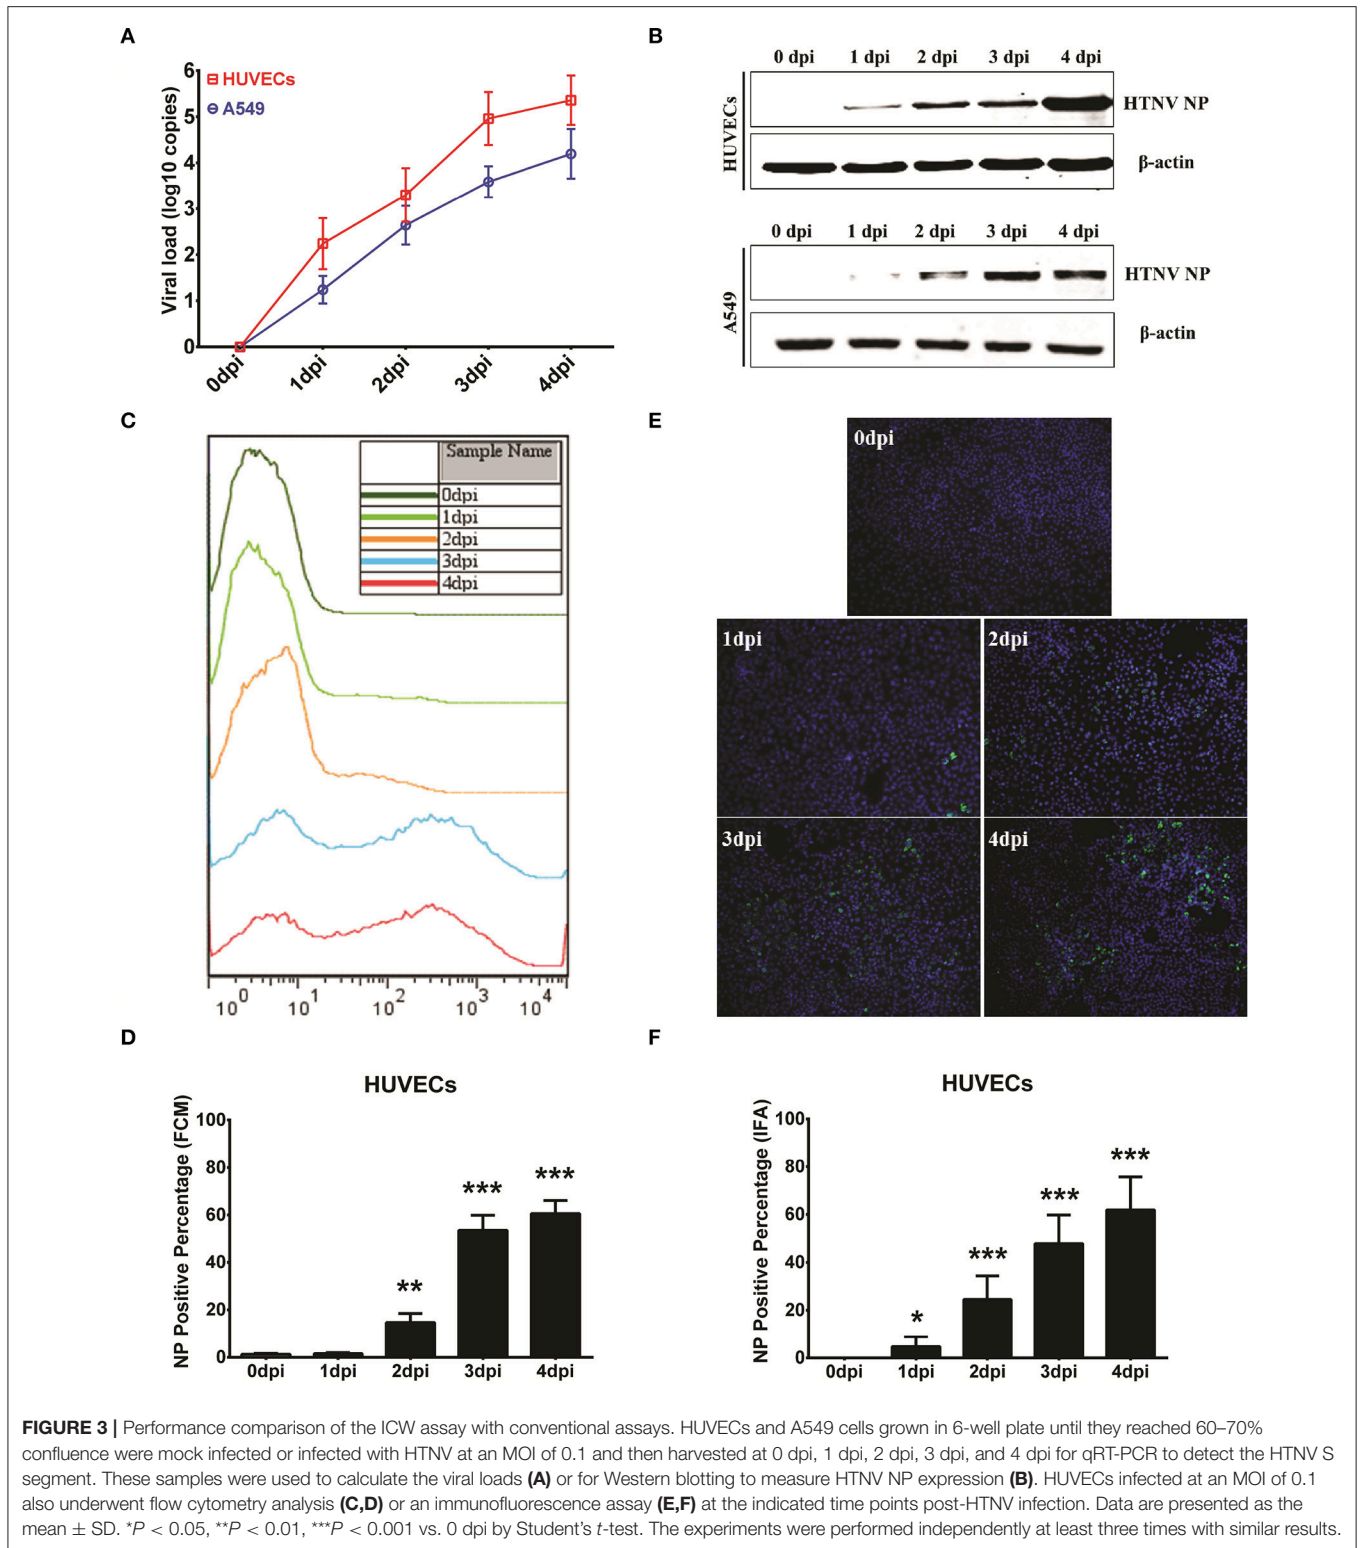 A
Viral load (log10 copies)
6
5
4
3
2
1
0
HUVECs
A549
0dpi
1dpi
2dpi
3dpi
4dpi
B
0 dpi 1 dpi 2 dpi 3 dpi 4 dpi
HUVECs
HTNV NP
β-actin
0 dpi 1 dpi 2 dpi 3 dpi 4 dpi
A549
HTNV NP
β-actin
C
Sample Name
0dpi
1dpi
2dpi
3dpi
4dpi
10^0 10^1 10^2 10^3 10^4
E
0dpi
1dpi
2dpi
3dpi
4dpi
D
HUVECs
NP Positive Percentage (FCM)
100
80
60
40
20
0
**
***
***
0dpi 1dpi 2dpi 3dpi 4dpi
F
HUVECs
NP Positive Percentage (IFA)
100
80
60
40
20
0
*
***
***
***
0dpi 1dpi 2dpi 3dpi 4dpi
FIGURE 3 | Performance comparison of the ICW assay with conventional assays. HUVECs and A549 cells grown in 6-well plate until they reached 60–70%
confluence were mock infected or infected with HTNV at an MOI of 0.1 and then harvested at 0 dpi, 1 dpi, 2 dpi, 3 dpi, and 4 dpi for qRT-PCR to detect the HTNV S
segment. These samples were used to calculate the viral loads (A) or for Western blotting to measure HTNV NP expression (B). HUVECs infected at an MOI of 0.1
also underwent flow cytometry analysis (C,D) or an immunofluorescence assay (E,F) at the indicated time points post-HTNV infection. Data are presented as the
mean ± SD. *P < 0.05, **P < 0.01, ***P < 0.001 vs. 0 dpi by Student's t-test. The experiments were performed independently at least three times with similar results.